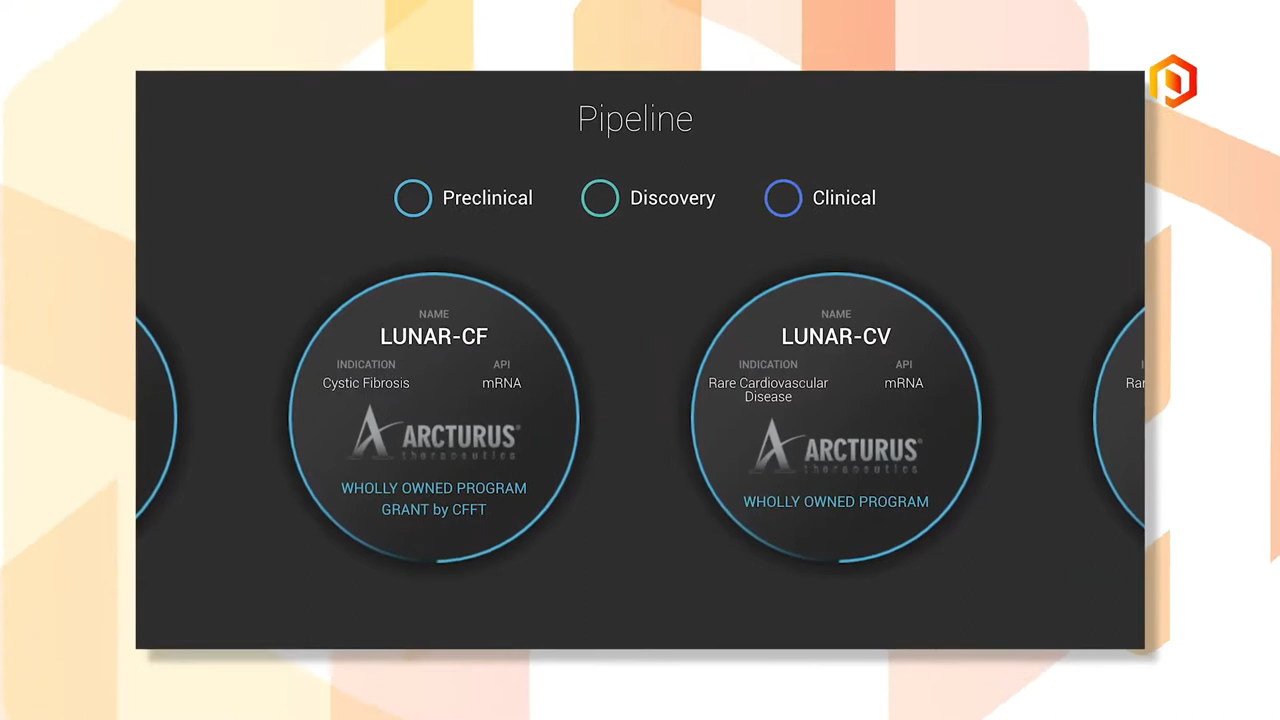 Pipeline
Preclinical
Discovery
Clinical
NAME
LUNAR-CF
INDICATION
API
Cystic Fibrosis
mRNA
ARCTURUS®
therapeutics
WHOLLY OWNED PROGRAM
GRANT by CFFT
NAME
LUNAR-CV
INDICATION
API
Rare Cardiovascular
Disease
mRNA
ARCTURUS®
therapeutics
WHOLLY OWNED PROGRAM